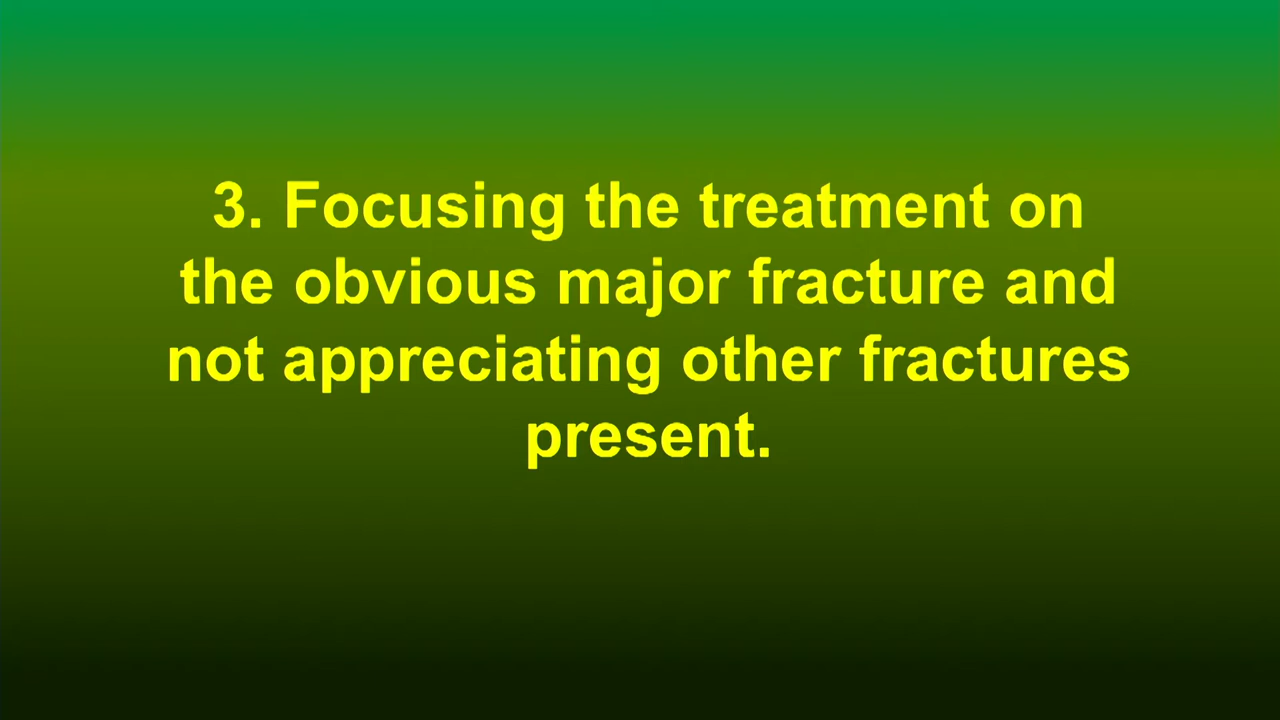 3. Focusing the treatment on
the obvious major fracture and
not appreciating other fractures
present.